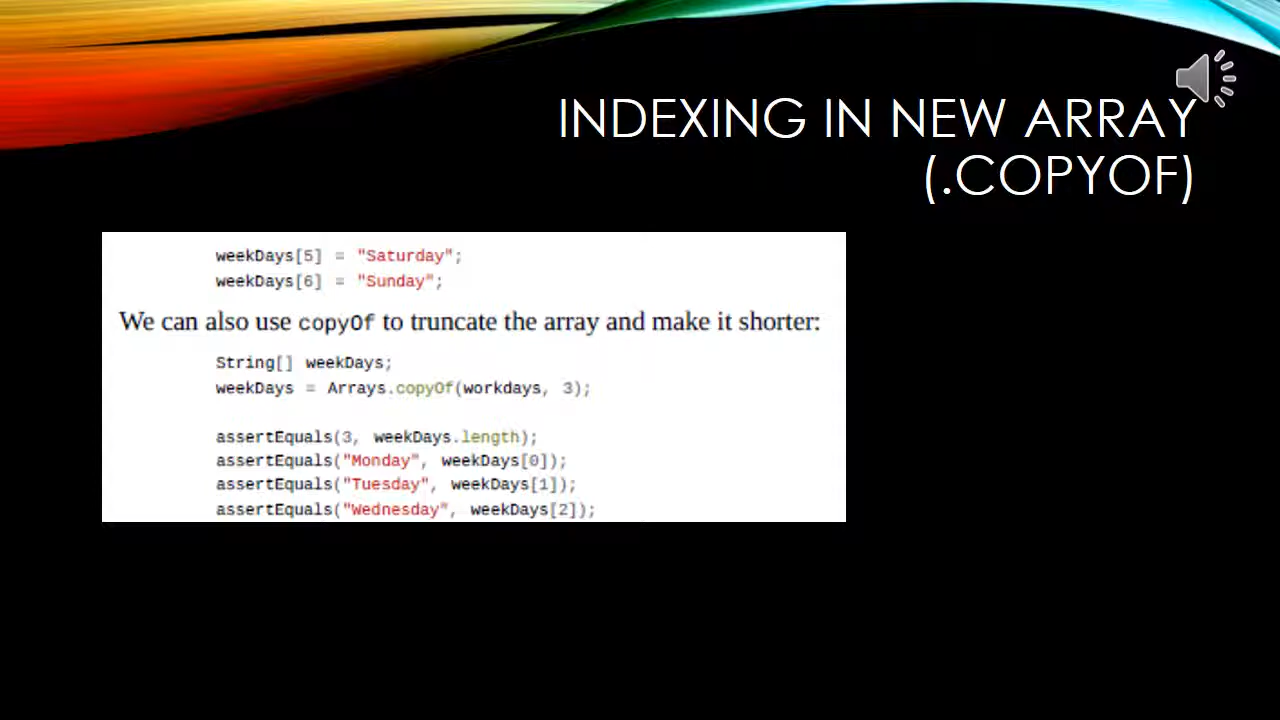 INDEXING IN NEW ARRAY
(.COPYOF)
weekDays[5] = "Saturday";
weekDays[6] = "Sunday";
We can also use copyOf to truncate the array and make it shorter:
String[] weekDays;
weekDays = Arrays.copyOf(workdays, 3);
assertEquals(3, weekDays.length);
assertEquals("Monday", weekDays[0]);
assertEquals("Tuesday", weekDays[1]);
assertEquals("Wednesday", weekDays[2]);